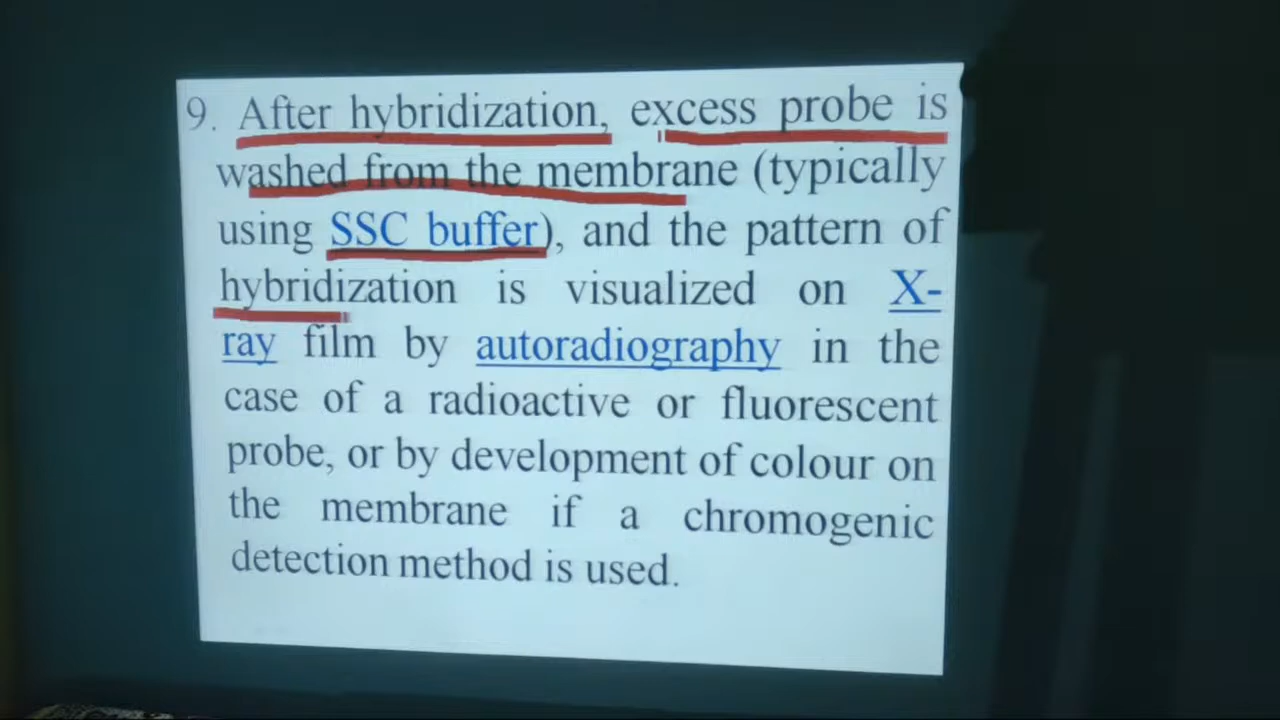 9. After hybridization, excess probe is
washed from the membrane (typically
using SSC buffer), and the pattern of
hybridization is visualized on X-
ray film by autoradiography in the
case of a radioactive or fluorescent
probe, or by development of colour on
the membrane if a chromogenic
detection method is used.